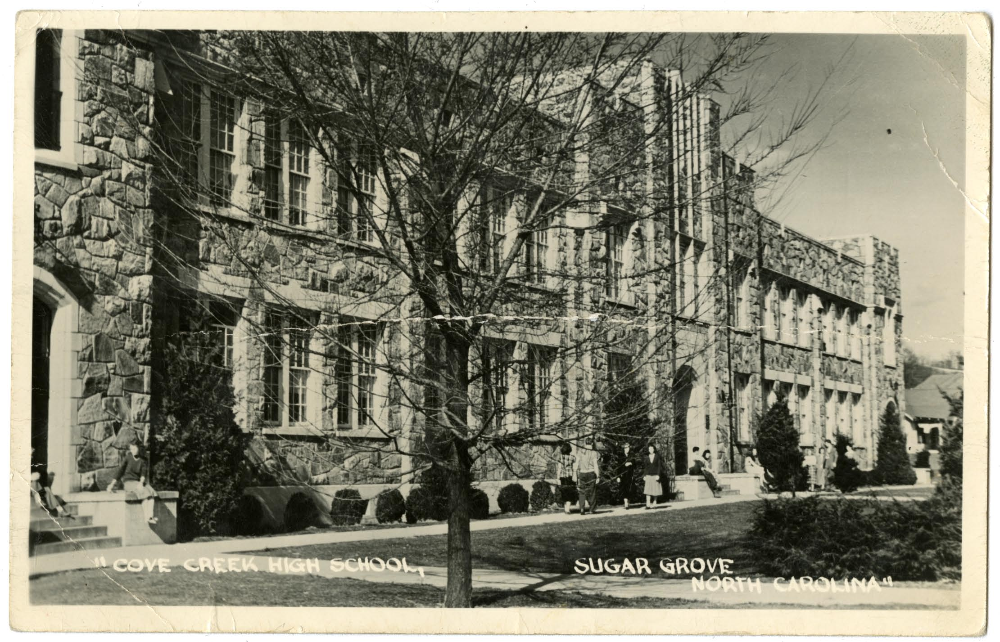 "COVE CREEK HIGH SCHOOL,
SUGAR GROVE
NORTH CAROLINA"